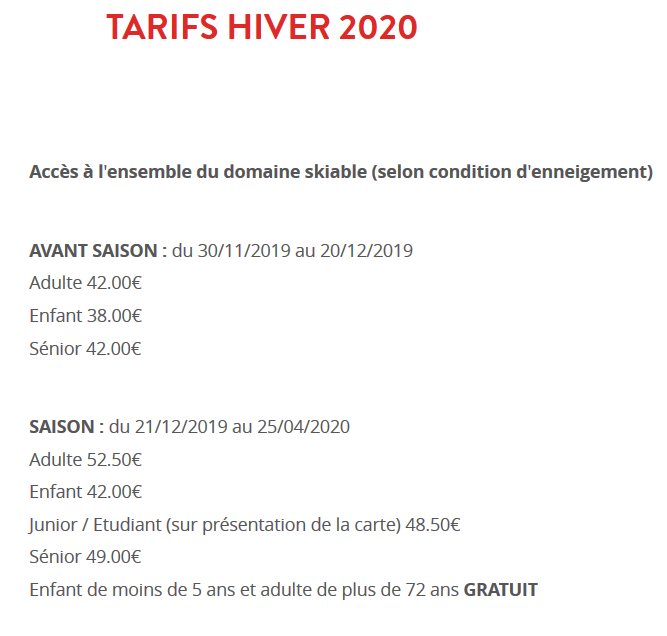 TARIFS HIVER 2020
Accès à l'ensemble du domaine skiable (selon condition d'enneigement)
AVANT SAISON : du 30/11/2019 au 20/12/2019
Adulte 42.00€
Enfant 38.00€
Sénior 42.00€
SAISON : du 21/12/2019 au 25/04/2020
Adulte 52.50€
Enfant 42.00€
Junior / Etudiant (sur présentation de la carte) 48.50€
Sénior 49.00€
Enfant de moins de 5 ans et adulte de plus de 72 ans GRATUIT